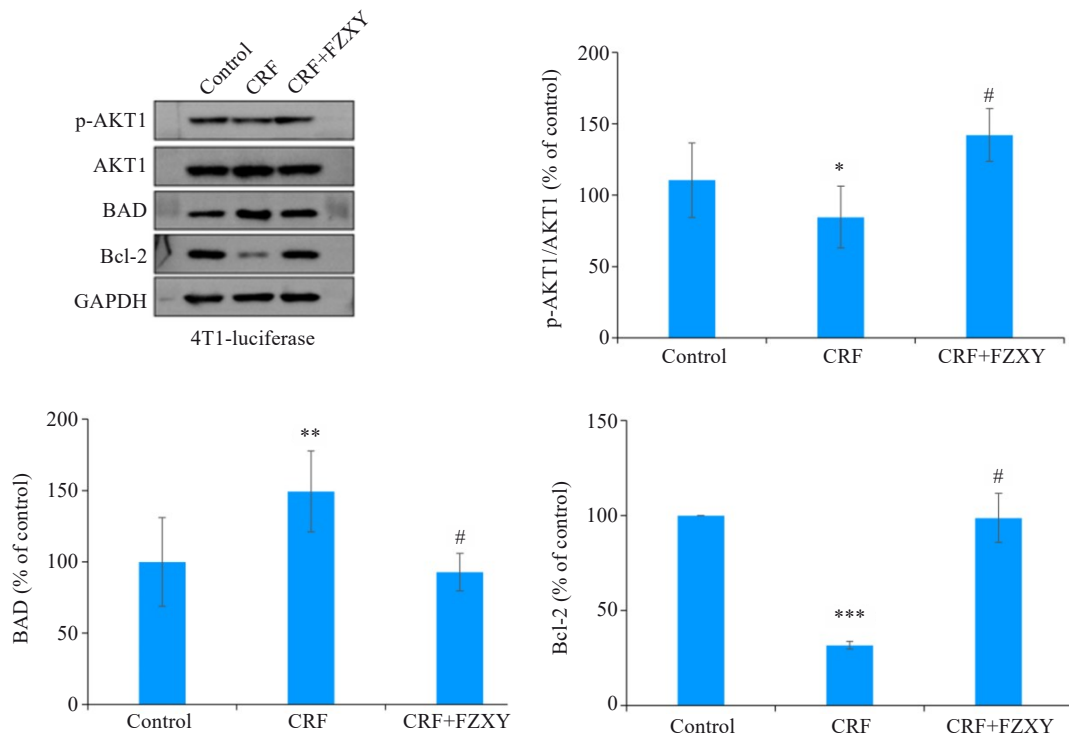 Control CRF CRF+FZXY
p-AKT1
AKT1
BAD
Bcl-2
GAPDH
4T1-luciferase
p-AKT1/AKT1 (% of control)
200
150
100
50
0
*
#
Control CRF CRF+FZXY
BAD (% of control)
200
150
100
50
0
**
#
Control CRF CRF+FZXY
Bcl-2 (% of control)
150
100
50
0
***
#
Control CRF CRF+FZXY